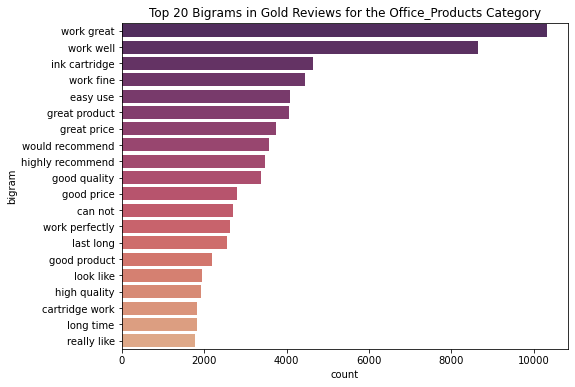 Top 20 Bigrams in Gold Reviews for the Office_Products Category
work great
work well
ink cartridge
work fine
easy use
great product
great price
would recommend
highly recommend
good quality
good price
can not
work perfectly
last long
good product
look like
high quality
cartridge work
long time
really like
bigram
0 2000 4000 6000 8000 10000
count